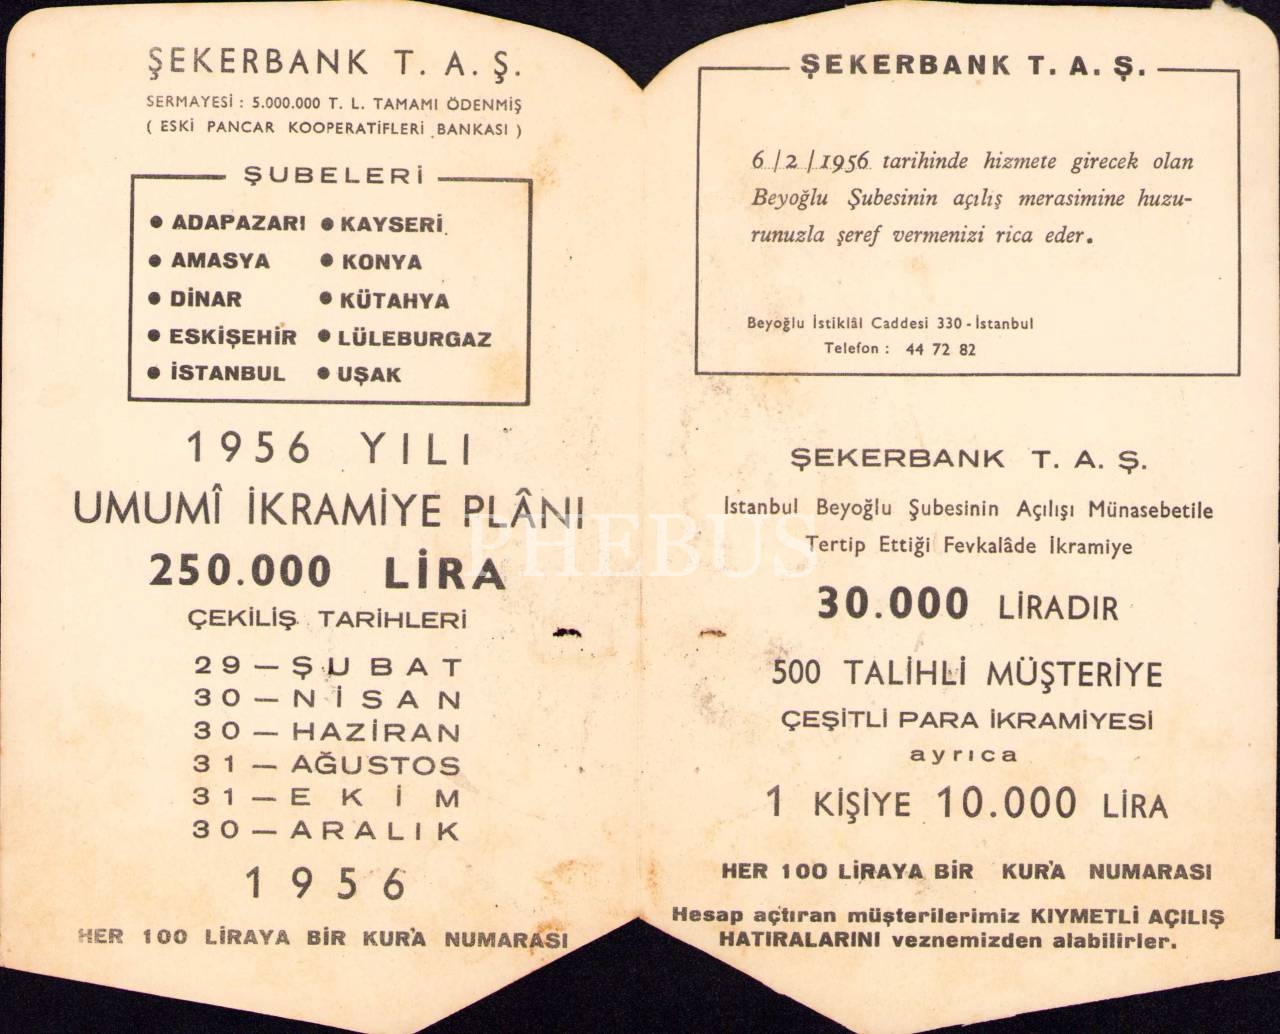 ŞEKERBANK T. A. Ş.
SERMAYESİ : 5.000.000 T. L. TAMAMI ÖDENMİŞ
( ESKİ PANCAR KOOPERATİFLERİ BANKASI )
ŞUBELERİ
● ADAPAZARI ● KAYSERİ
● AMASYA ● KONYA
● DİNAR ● KÜTAHYA
● ESKİŞEHİR ● LÜLEBURGAZ
● İSTANBUL ● UŞAK
1956 YILI
UMUMÎ İKRAMİYE PLÂNI
250.000 LİRA
ÇEKİLİŞ TARİHLERİ
29 — ŞUBAT
30 — NİSAN
30 — HAZİRAN
31 — AĞUSTOS
31 — EKİM
30 — ARALIK
1956
HER 100 LİRAYA BİR KUR'A NUMARASI
ŞEKERBANK T. A. Ş.
6/2/1956 tarihinde hizmete girecek olan
Beyoğlu Şubesinin açılış merasimine huzu-
runuzla şeref vermenizi rica eder.
Beyoğlu İstiklâl Caddesi 330 - İstanbul
Telefon : 44 72 82
ŞEKERBANK T. A. Ş.
İstanbul Beyoğlu Şubesinin Açılışı Münasebetile
Tertip Ettiği Fevkalâde İkramiye
30.000 LİRADIR
500 TALİHLİ MÜŞTERİYE
ÇEŞİTLİ PARA İKRAMİYESİ
ayrıca
1 KİŞİYE 10.000 LİRA
HER 100 LİRAYA BİR KUR'A NUMARASI
Hesap açtıran müşterilerimiz KIYMETLİ AÇILIŞ
HATIRALARINI veznemizden alabilirler.
PHEBUS